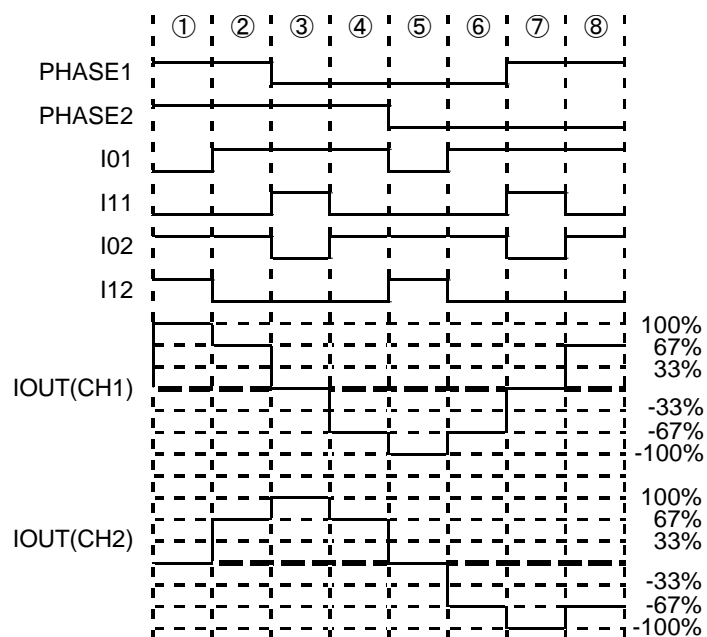 ① ② ③ ④ ⑤ ⑥ ⑦ ⑧
PHASE1
PHASE2
I01
I11
I02
I12
100%
67%
33%
IOUT(CH1)
-33%
-67%
-100%
100%
67%
33%
IOUT(CH2)
-33%
-67%
-100%